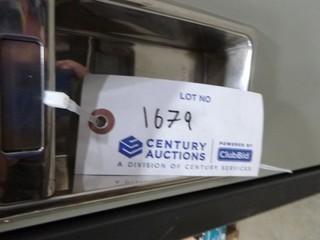 LOT NO
1679
CENTURY AUCTIONS
POWERED BY
ClubBid
A DIVISION OF CENTURY SERVICES